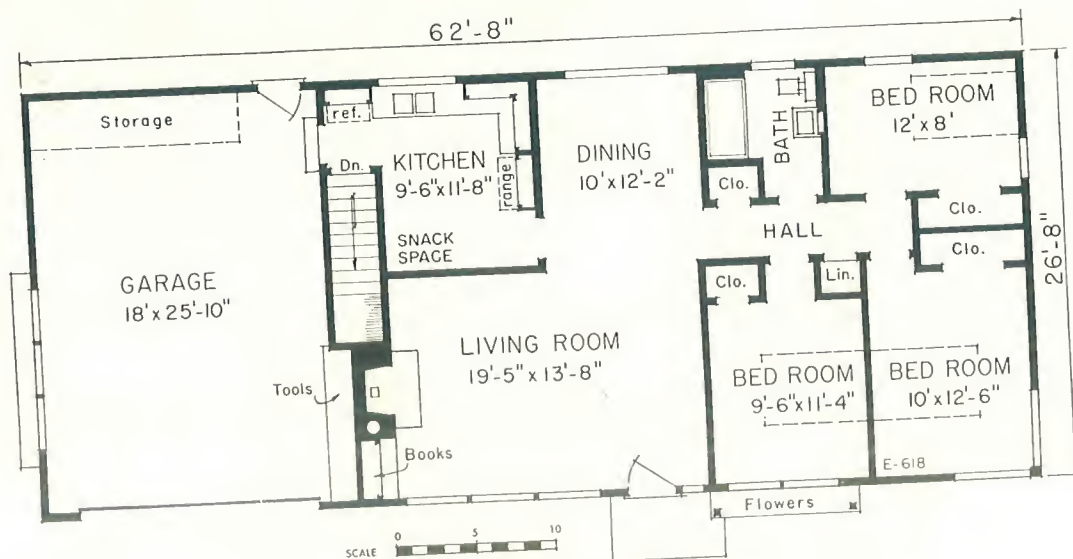 62'-8"
Storage
ref.
Dn.
KITCHEN
9'-6"x11'-8"
range
SNACK
SPACE
DINING
10'x12'-2"
BATH
Clo.
BED ROOM
12'x8'
Clo.
HALL
Clo.
26'-8"
GARAGE
18'x25'-10"
Clo.
Lin.
LIVING ROOM
19'-5"x13'-8"
BED ROOM
9'-6"x11'-4"
BED ROOM
10'x12'-6"
Tools
Books
E-618
Flowers
SCALE
0 5 10